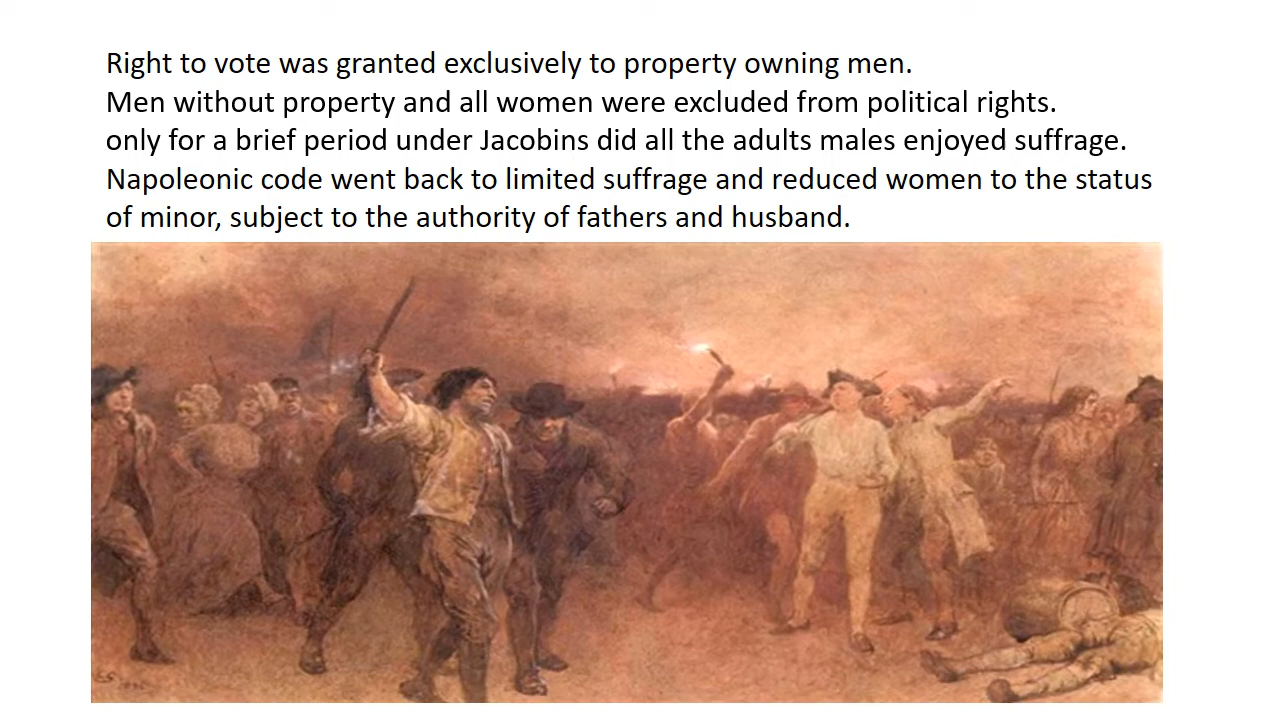 Right to vote was granted exclusively to property owning men.
Men without property and all women were excluded from political rights.
only for a brief period under Jacobins did all the adults males enjoyed suffrage.
Napoleonic code went back to limited suffrage and reduced women to the status
of minor, subject to the authority of fathers and husband.